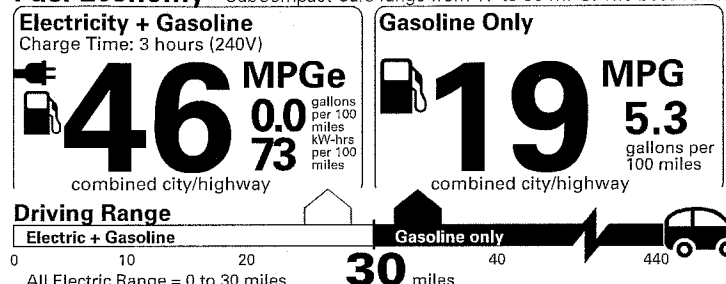 Fuel Economy
Electricity + Gasoline
Charge Time: 3 hours (240V)
46
MPGe
0.0 gallons per 100 miles
73 kW-hrs per 100 miles
combined city/highway
Gasoline Only
19
MPG
5.3
gallons per
100 miles
combined city/highway
Driving Range
Electric + Gasoline
Gasoline only
0 10 20 30 miles 40 440
All Electric Range = 0 to 30 miles